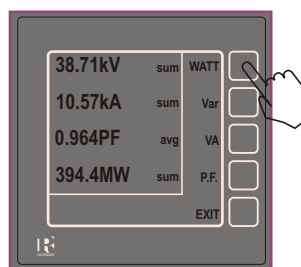 38.71kV sum WATT
10.57kA sum Var
0.964PF avg VA
394.4MW sum P.F.
EXIT